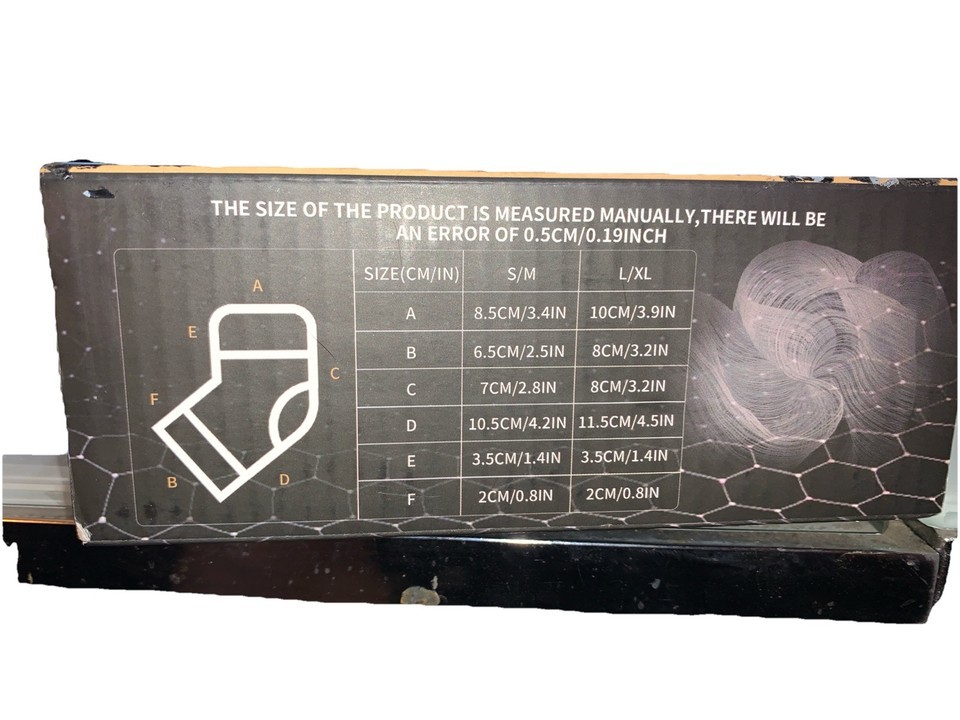 THE SIZE OF THE PRODUCT IS MEASURED MANUALLY,THERE WILL BE
AN ERROR OF 0.5CM/0.19INCH
A
E
C
F
B
D
SIZE(CM/IN) S/M L/XL
A 8.5CM/3.4IN 10CM/3.9IN
B 6.5CM/2.5IN 8CM/3.2IN
C 7CM/2.8IN 8CM/3.2IN
D 10.5CM/4.2IN 11.5CM/4.5IN
E 3.5CM/1.4IN 3.5CM/1.4IN
F 2CM/0.8IN 2CM/0.8IN